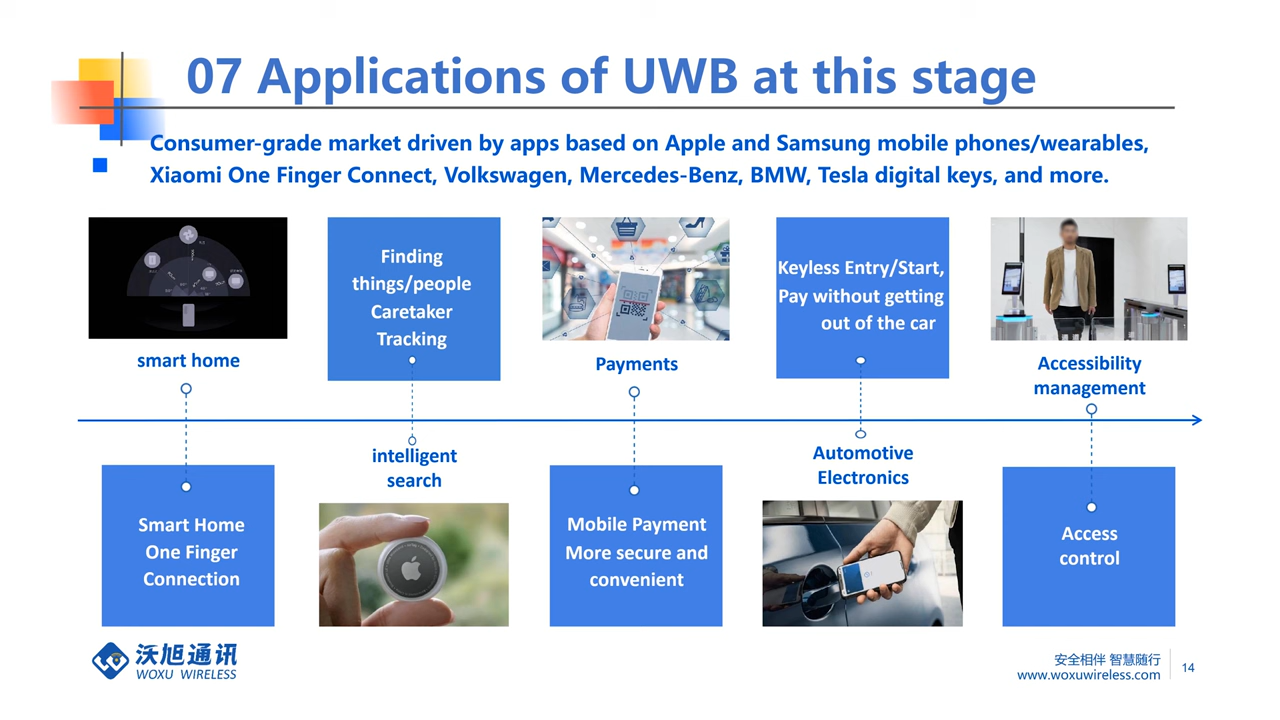 07 Applications of UWB at this stage
Consumer-grade market driven by apps based on Apple and Samsung mobile phones/wearables,
Xiaomi One Finger Connect, Volkswagen, Mercedes-Benz, BMW, Tesla digital keys, and more.
smart home
Smart Home
One Finger
Connection
Finding
things/people
Caretaker
Tracking
intelligent
search
Payments
Mobile Payment
More secure and
convenient
Keyless Entry/Start,
Pay without getting
out of the car
Automotive
Electronics
Accessibility
management
Access
control
沃旭通讯
WOXU WIRELESS
安全相伴 智慧随行
www.woxuwireless.com
14